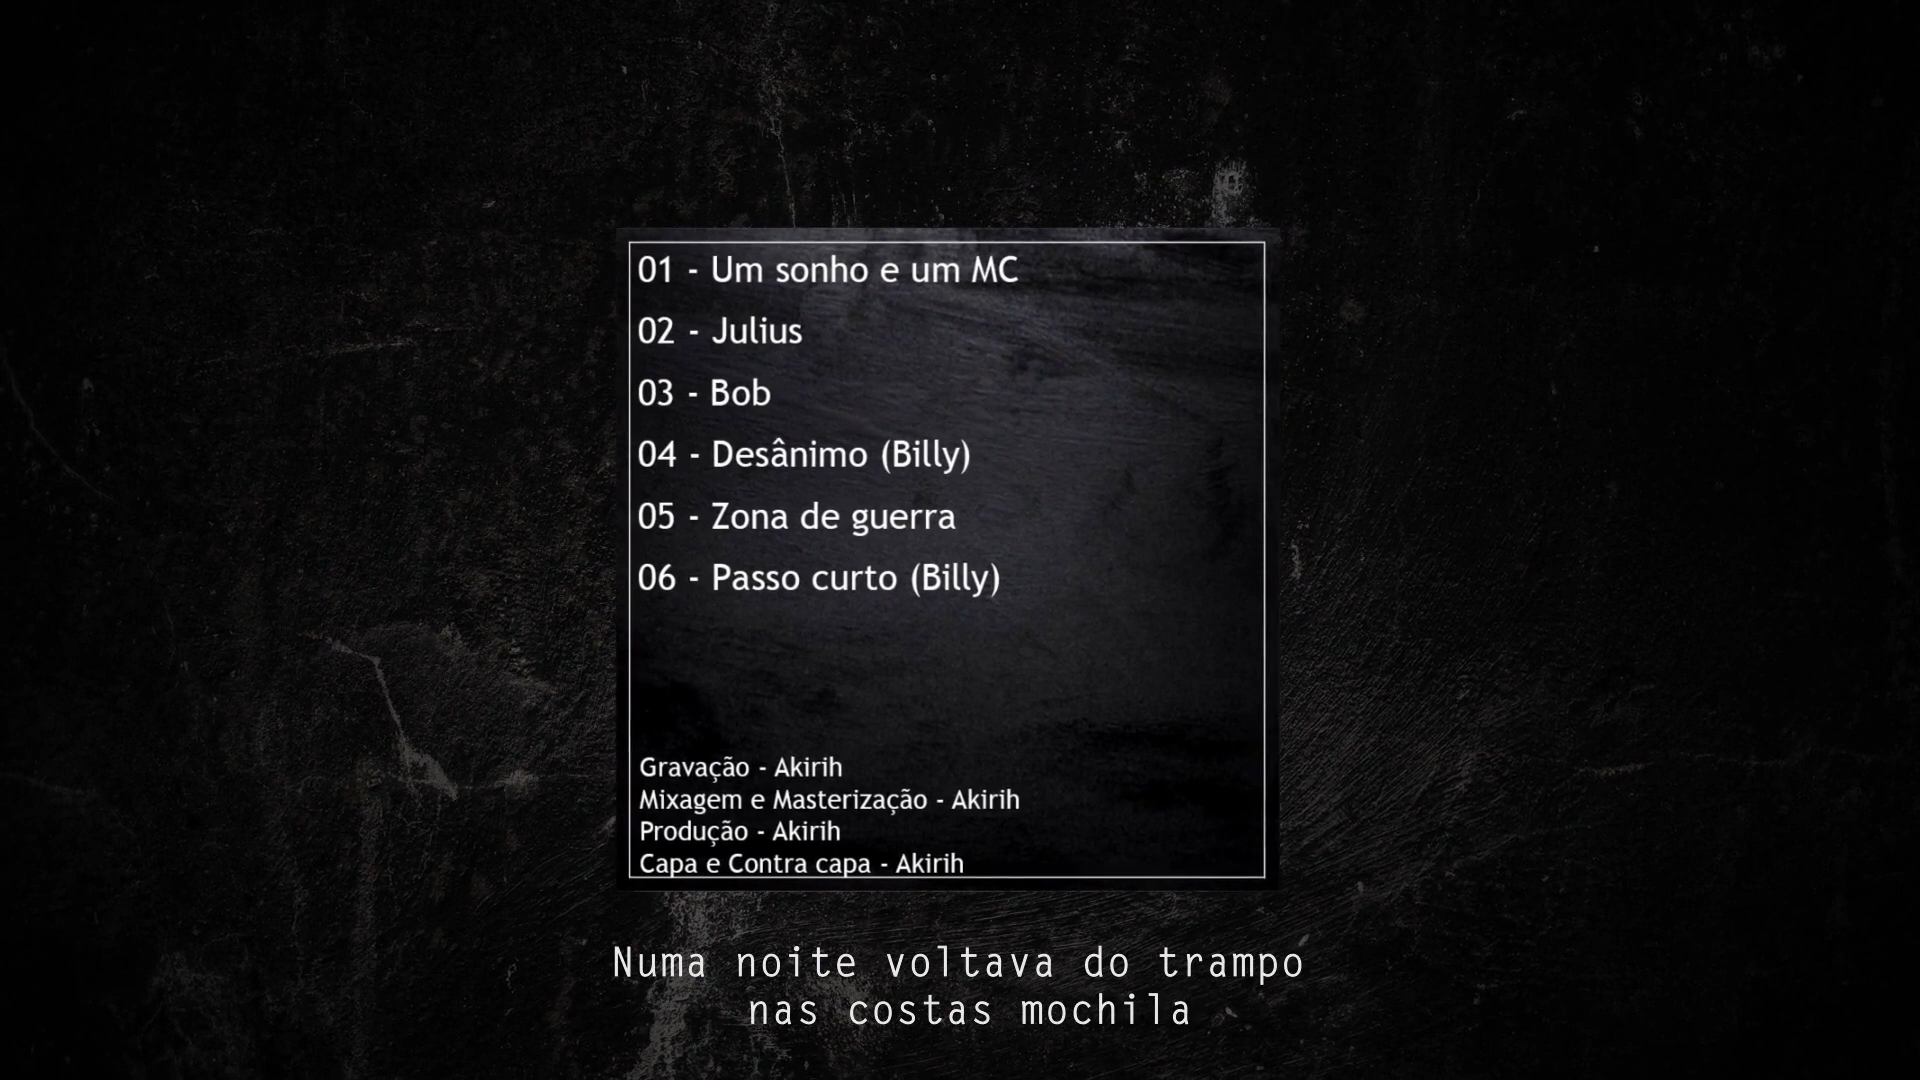 01 - Um sonho e um MC
02 - Julius
03 - Bob
04 - Desânimo (Billy)
05 - Zona de guerra
06 - Passo curto (Billy)
Gravação - Akirih
Mixagem e Masterização - Akirih
Produção - Akirih
Capa e Contra capa - Akirih
Numa noite voltava do trampo
nas costas mochila